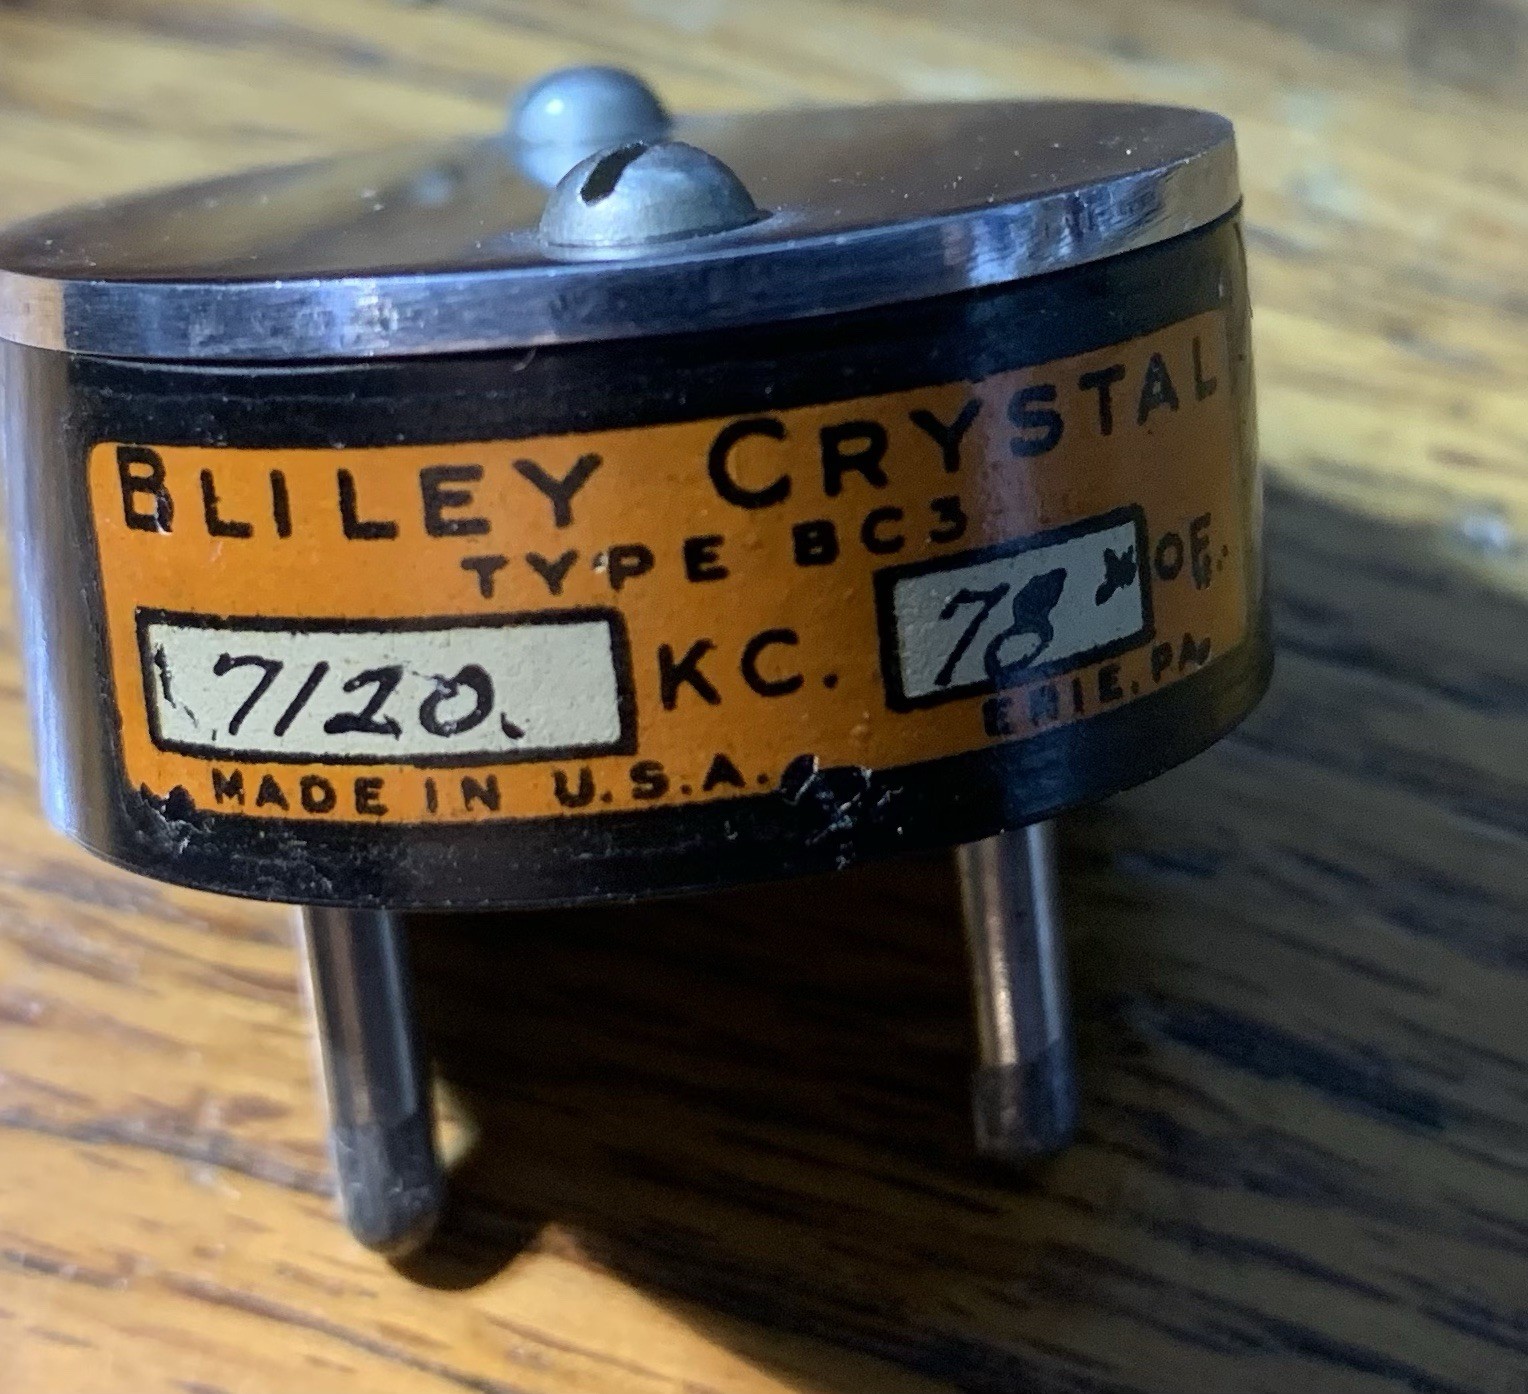 BLILEY CRYSTAL
TYPE BC3
7120. KC. 78 °F.
MADE IN U.S.A. ERIE, PA.